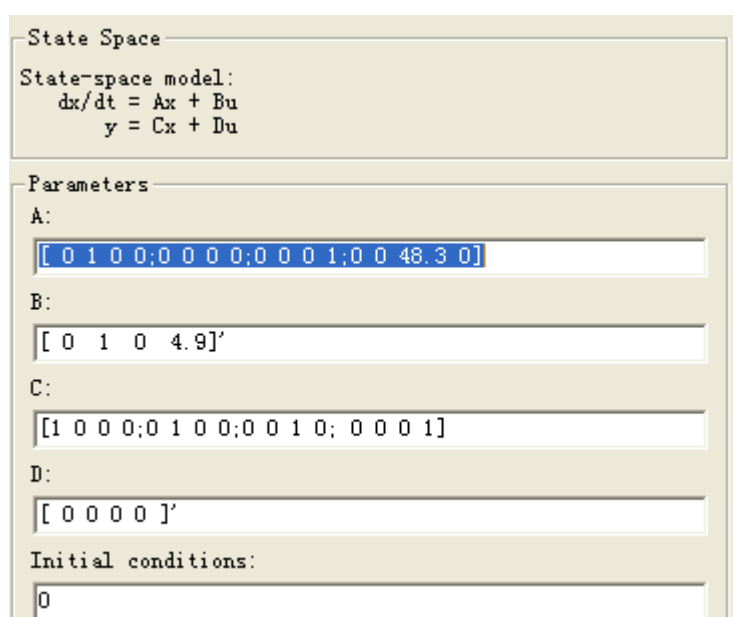 State Space
State-space model:
dx/dt = Ax + Bu
y = Cx + Du
Parameters
A:
[ 0 1 0 0;0 0 0 0;0 0 0 1;0 0 48.3 0]
B:
[ 0 1 0 4.9]'
C:
[1 0 0 0;0 1 0 0;0 0 1 0; 0 0 0 1]
D:
[ 0 0 0 0 ]'
Initial conditions:
0